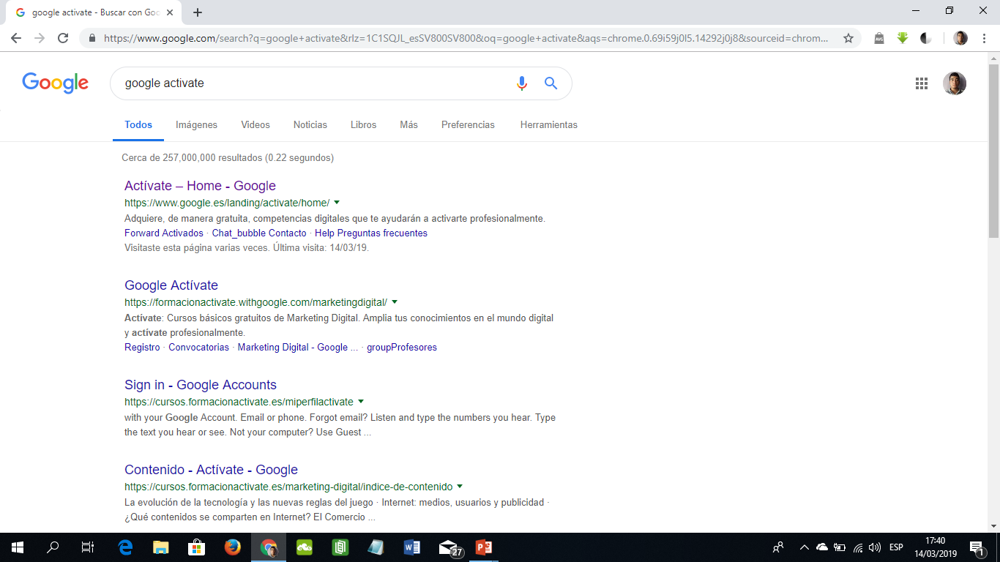 google activate - Buscar con Goo
https://www.google.com/search?q=google+activate&rlz=1C1SQJL_esSV800SV800&oq=google+activate&aqs=chrome.0.69i59j0l5.14292j0j8&sourceid=chrom...
AVG
Google
google activate
Todos Imágenes Videos Noticias Libros Más Preferencias Herramientas
Cerca de 257,000,000 resultados (0.22 segundos)
Actívate – Home - Google
https://www.google.es/landing/activate/home/
Adquiere, de manera gratuita, competencias digitales que te ayudarán a activarte profesionalmente.
Forward Activados · Chat_bubble Contacto · Help Preguntas frecuentes
Visitaste esta página varias veces. Última visita: 14/03/19.
Google Actívate
https://formacionactivate.withgoogle.com/marketingdigital/
Actívate: Cursos básicos gratuitos de Marketing Digital. Amplia tus conocimientos en el mundo digital
y actívate profesionalmente.
Registro · Convocatorias · Marketing Digital - Google ... · groupProfesores
Sign in - Google Accounts
https://cursos.formacionactivate.es/miperfilactivate
with your Google Account. Email or phone. Forgot email? Listen and type the numbers you hear. Type
the text you hear or see. Not your computer? Use Guest ...
Contenido - Actívate - Google
https://cursos.formacionactivate.es/marketing-digital/indice-de-contenido
La evolución de la tecnología y las nuevas reglas del juego · Internet: medios, usuarios y publicidad ·
¿Qué contenidos se comparten en Internet? El Comercio ...
27
ESP
17:40
14/03/2019
1